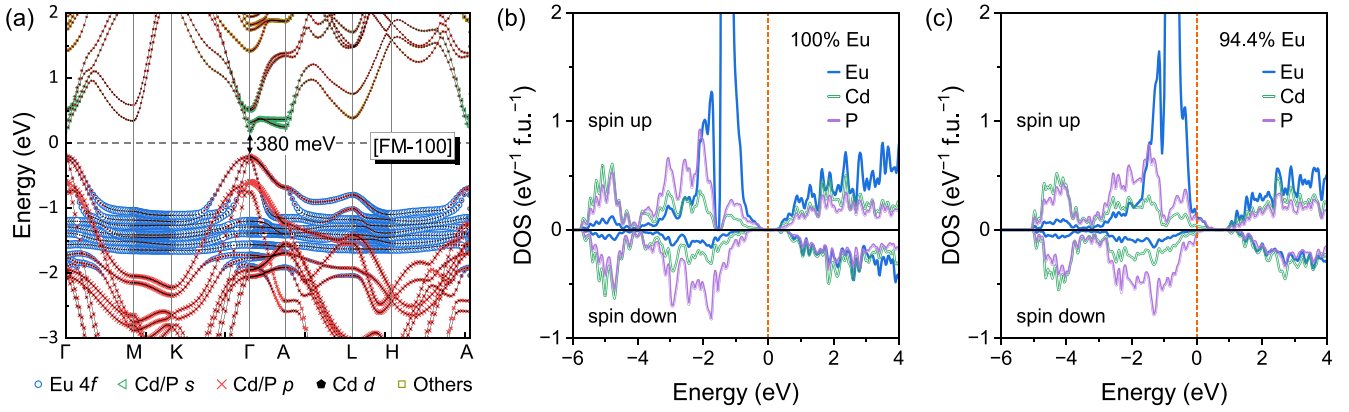 (a)
Energy (eV)
2
1
0
−1
−2
−3
380 meV
[FM-100]
Γ M K Γ A L H A
Eu 4f Cd/P s Cd/P p Cd d Others
(b)
DOS (eV⁻¹ f.u.⁻¹)
2
1
0
−1
100% Eu
Eu
Cd
P
spin up
spin down
−6 −4 −2 0 2 4
Energy (eV)
(c)
DOS (eV⁻¹ f.u.⁻¹)
2
1
0
−1
94.4% Eu
Eu
Cd
P
spin up
spin down
−6 −4 −2 0 2 4
Energy (eV)